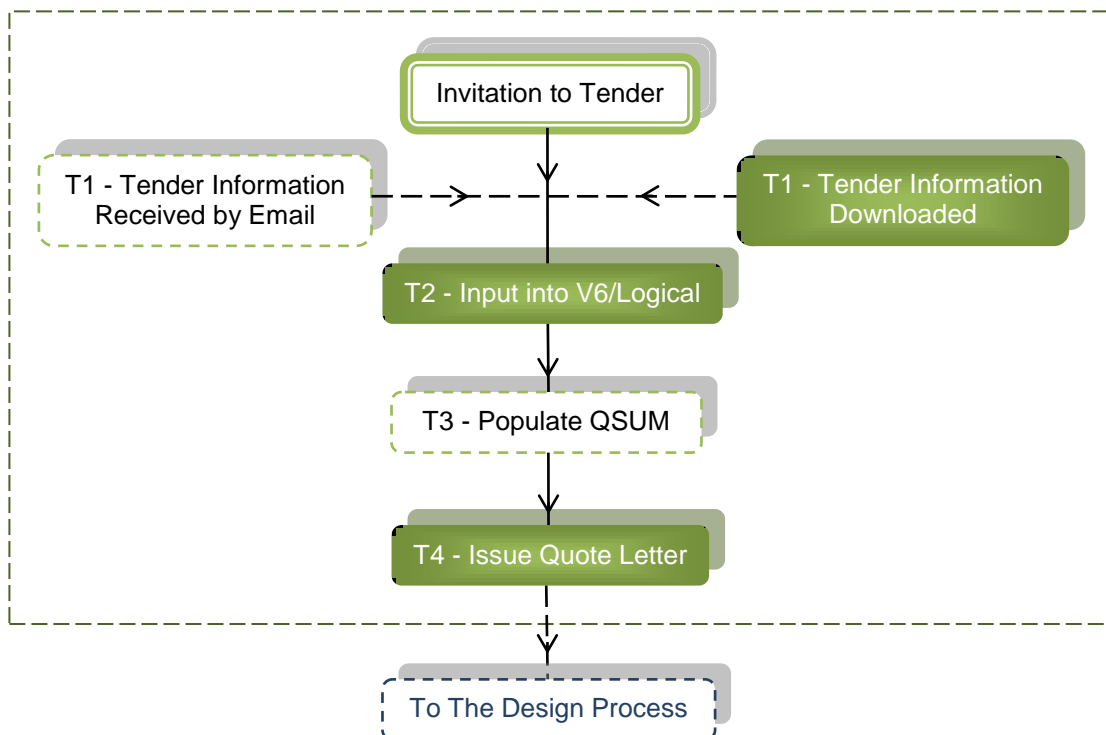 Invitation to Tender
T1 - Tender Information
Received by Email
T1 - Tender Information
Downloaded
T2 - Input into V6/Logical
T3 - Populate QSUM
T4 - Issue Quote Letter
To The Design Process